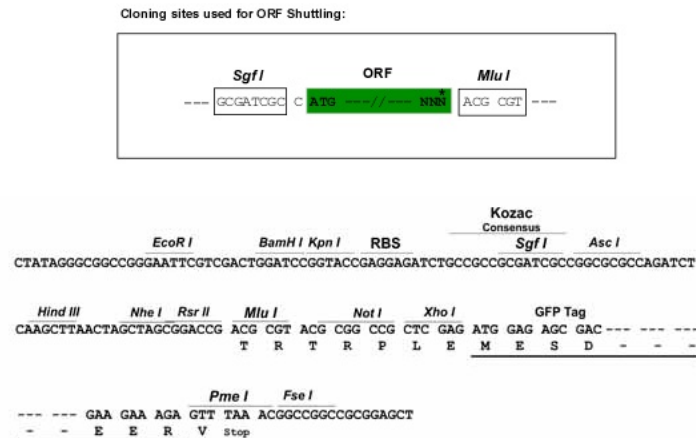 Cloning sites used for ORF Shuttling:
Sgf I ORF Mlu I
--- GCGATCGC C ATG ---//--- NNN* ACG CGT ---
Kozac
Consensus
EcoR I BamH I Kpn I RBS Sgf I Asc I
CTATAGGGCGGCCGGGAATTCGTCGACTGGATCCGGTACCGAGGAGATCTGCCGCCGCGATCGCCGGCGCGCCAGATCT
Hind III Nhe I Rsr II Mlu I Not I Xho I GFP Tag
CAAGCTTAACTAGCTAGCGGACCG ACG CGT ACG CGG CCG CTC GAG ATG GAG AGC GAC--- --- ---
T R T R P L E M E S D - - -
Pme I Fse I
--- --- GAA GAA AGA GTT TAA ACGGCCGGCCGCGGAGCT
- - E E R V Stop